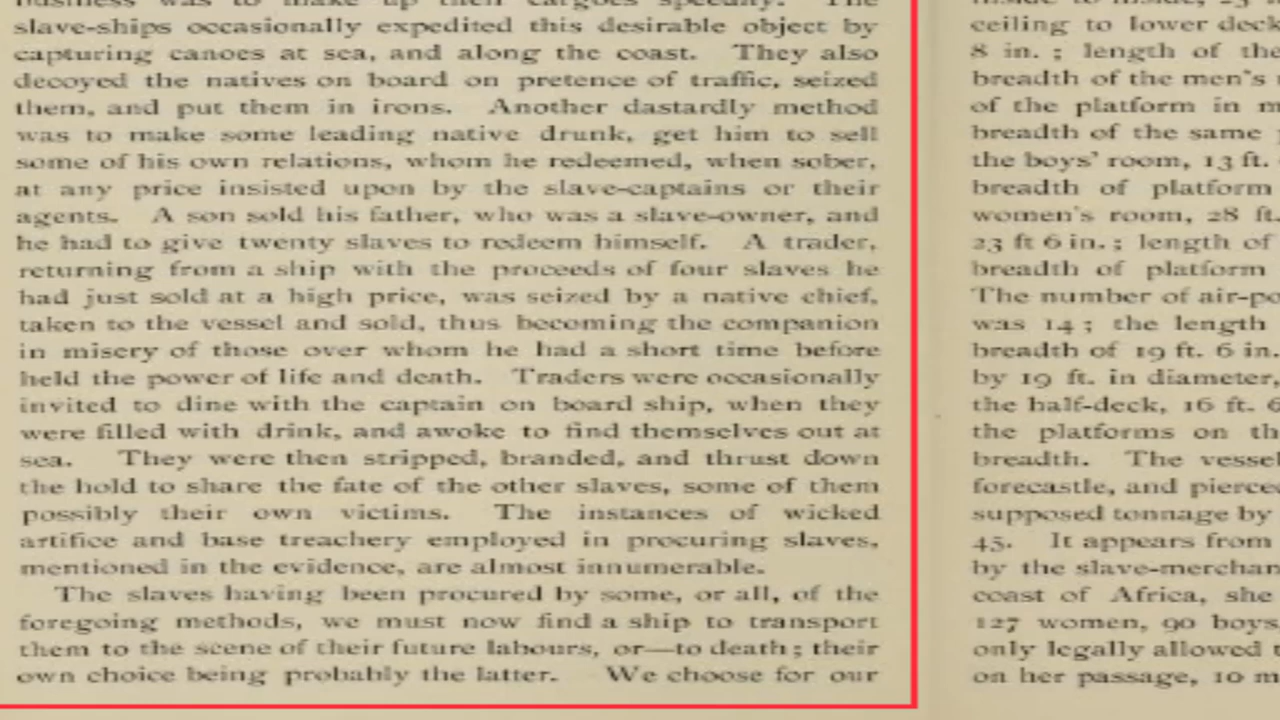 business was to make up their cargoes speedily. The
slave-ships occasionally expedited this desirable object by
capturing canoes at sea, and along the coast. They also
decoyed the natives on board on pretence of traffic, seized
them, and put them in irons. Another dastardly method
was to make some leading native drunk, get him to sell
some of his own relations, whom he redeemed, when sober,
at any price insisted upon by the slave-captains or their
agents. A son sold his father, who was a slave-owner, and
he had to give twenty slaves to redeem himself. A trader,
returning from a ship with the proceeds of four slaves he
had just sold at a high price, was seized by a native chief,
taken to the vessel and sold, thus becoming the companion
in misery of those over whom he had a short time before
held the power of life and death. Traders were occasionally
invited to dine with the captain on board ship, when they
were filled with drink, and awoke to find themselves out at
sea. They were then stripped, branded, and thrust down
the hold to share the fate of the other slaves, some of them
possibly their own victims. The instances of wicked
artifice and base treachery employed in procuring slaves,
mentioned in the evidence, are almost innumerable.
The slaves having been procured by some, or all, of the
foregoing methods, we must now find a ship to transport
them to the scene of their future labours, or—to death; their
own choice being probably the latter. We choose for our
inside to inside, 23
ceiling to lower deck
8 in. ; length of the
breadth of the men's
of the platform in
breadth of the same
the boys' room, 13 ft.
breadth of platform
women's room, 28 ft.
23 ft 6 in. ; length of
breadth of platform
The number of air-po
was 14 ; the length
breadth of 19 ft. 6 in.
by 19 ft. in diameter,
the half-deck, 16 ft. 6
the platforms on th
breadth. The vessel
forecastle, and pierced
supposed tonnage by
45. It appears from
by the slave-merchan
coast of Africa, she
127 women, 90 boys
only legally allowed t
on her passage, 10 m